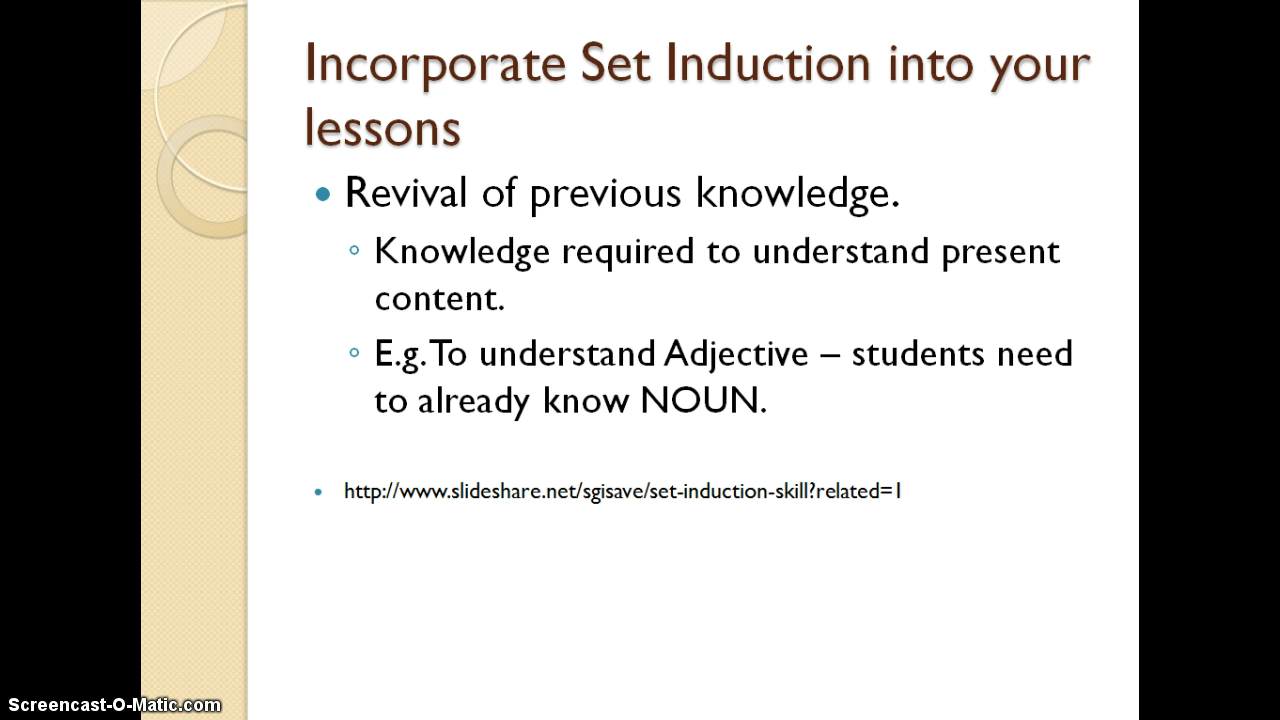 Incorporate Set Induction into your
lessons
• Revival of previous knowledge.
◦ Knowledge required to understand present
content.
◦ E.g. To understand Adjective – students need
to already know NOUN.
• http://www.slideshare.net/sgisave/set-induction-skill?related=1
Screencast-O-Matic.com